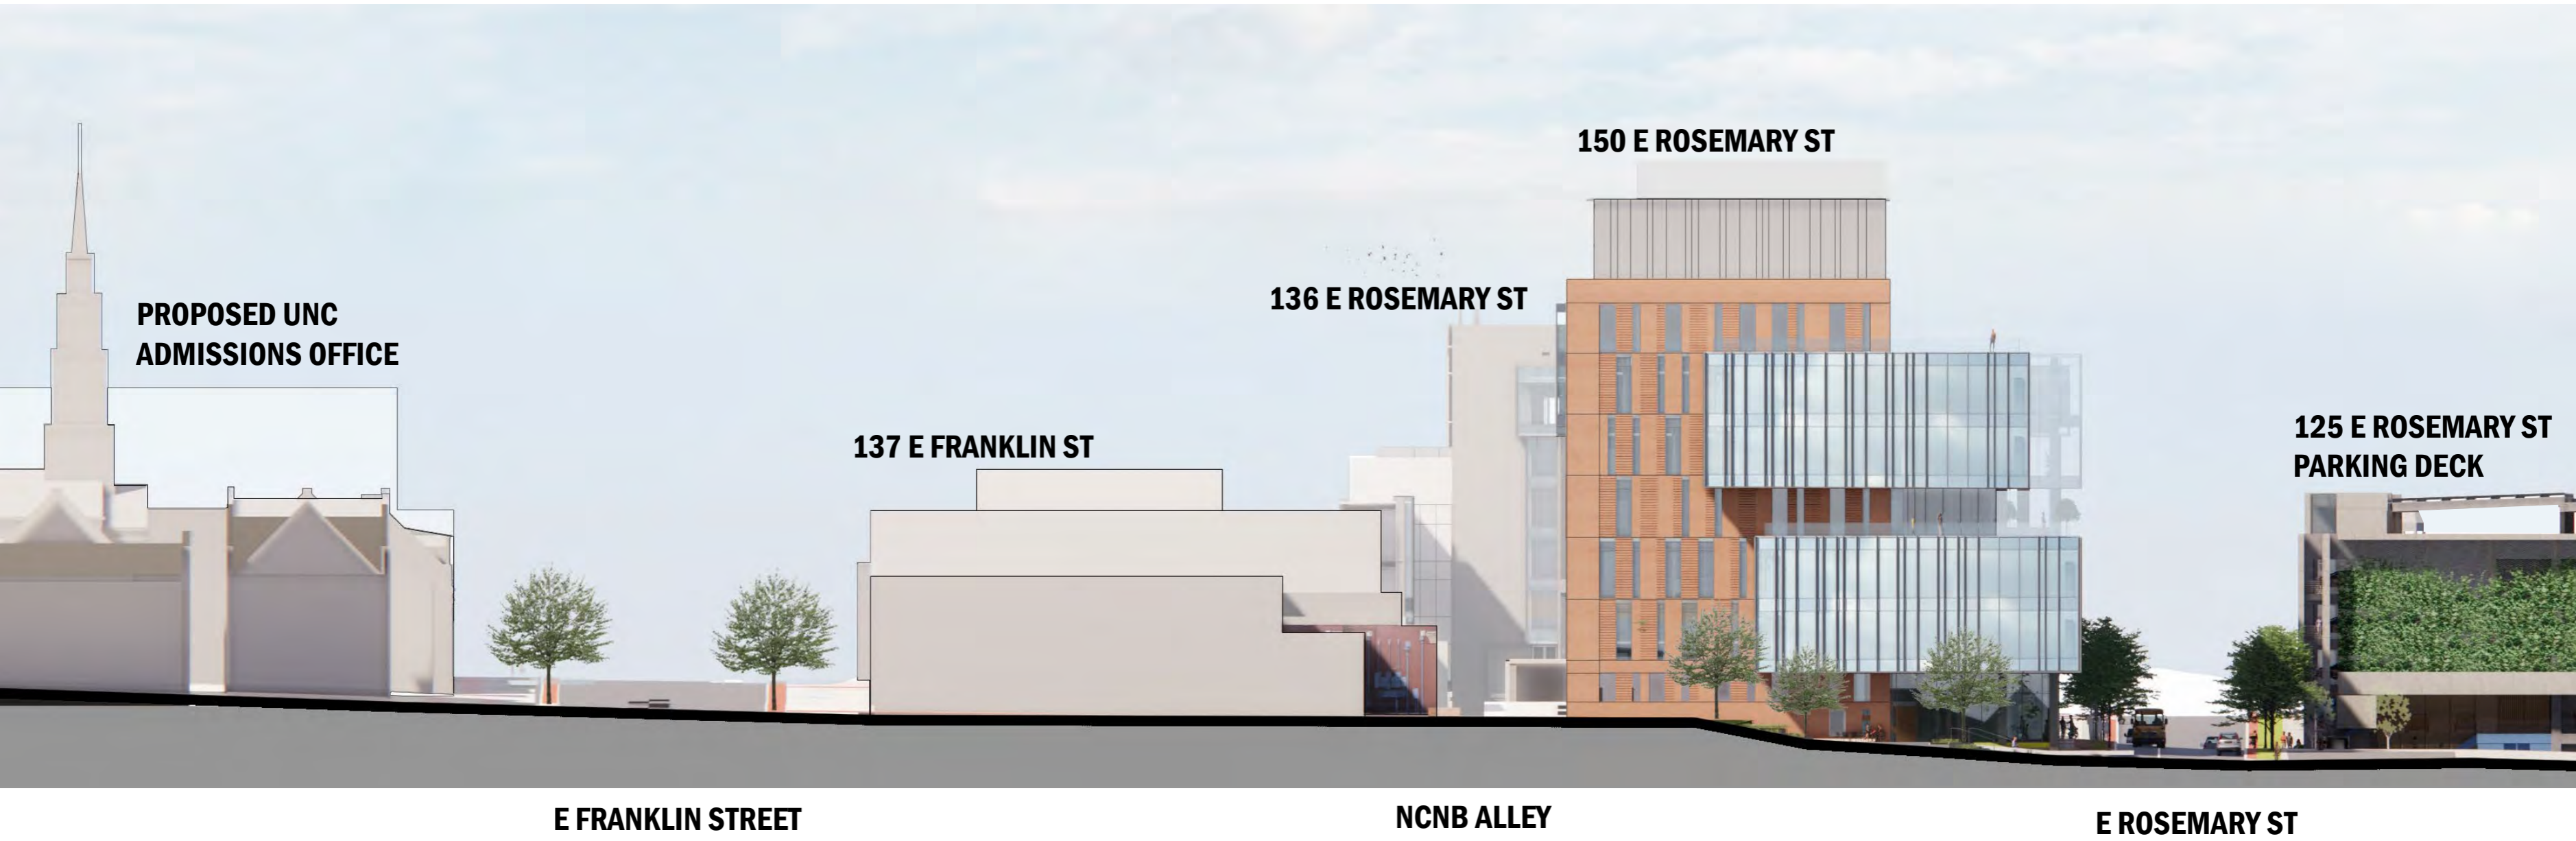 150 E ROSEMARY ST
136 E ROSEMARY ST
PROPOSED UNC
ADMISSIONS OFFICE
137 E FRANKLIN ST
125 E ROSEMARY ST
PARKING DECK
E FRANKLIN STREET
NCNB ALLEY
E ROSEMARY ST